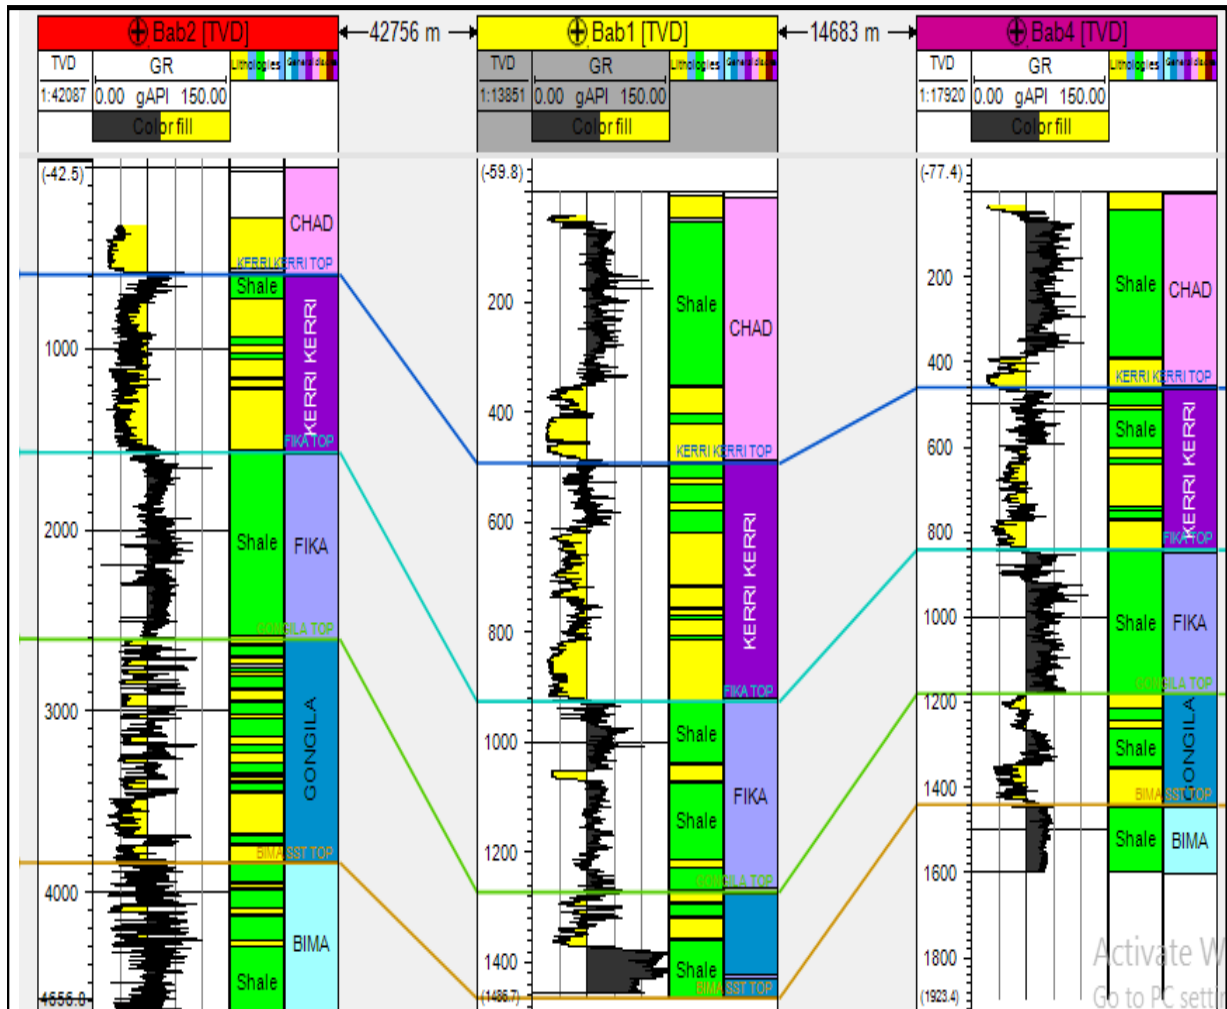 Bab2 [TVD]
42756 m
Bab1 [TVD]
14683 m
Bab4 [TVD]
TVD
GR
Lithologies
1:42087
0.00 gAPI 150.00
Color fill
TVD
GR
Lithologies
1:13851
0.00 gAPI 150.00
Color fill
TVD
GR
Lithologies
1:17920
0.00 gAPI 150.00
Color fill
(-42.5)
1000
2000
3000
4000
4656.0
CHAD
KERRI KERRI TOP
Shale
KERRI KERRI
FIKA TOP
Shale
FIKA
GONGILA TOP
GONGILA
BIMA SST TOP
BIMA
Shale
(-59.8)
200
400
600
800
1000
1200
1400
(1486.7)
Shale
CHAD
KERRI KERRI TOP
KERRI KERRI
FIKA TOP
Shale
FIKA
Shale
GONGILA TOP
Shale
BIMA SST TOP
(-77.4)
200
400
600
800
1000
1200
1400
1600
1800
(1923.4)
Shale
CHAD
KERRI KERRI TOP
Shale
KERRI KERRI
FIKA TOP
Shale
FIKA
GONGILA TOP
GONGILA
Shale
BIMA SST TOP
Shale
BIMA
Activate W
Go to PC settin